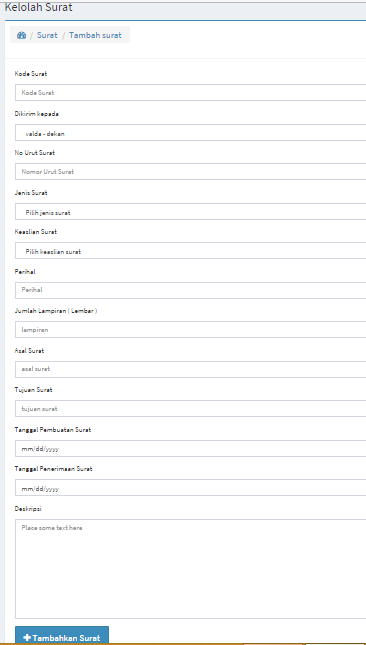 Kelolah Surat
/ Surat / Tambah surat
Kode Surat
Kode Surat
Dikirim kepada
valda - dekan
No Urut Surat
Nomor Urut Surat
Jenis Surat
Pilih jenis surat
Keaslian Surat
Pilih keaslian surat
Perihal
Perihal
Jumlah Lampiran ( Lembar )
lampiran
Asal Surat
asal surat
Tujuan Surat
tujuan surat
Tanggal Pembuatan Surat
mm/dd/yyyy
Tanggal Penerimaan Surat
mm/dd/yyyy
Deskripsi
Place some text here
+ Tambahkan Surat